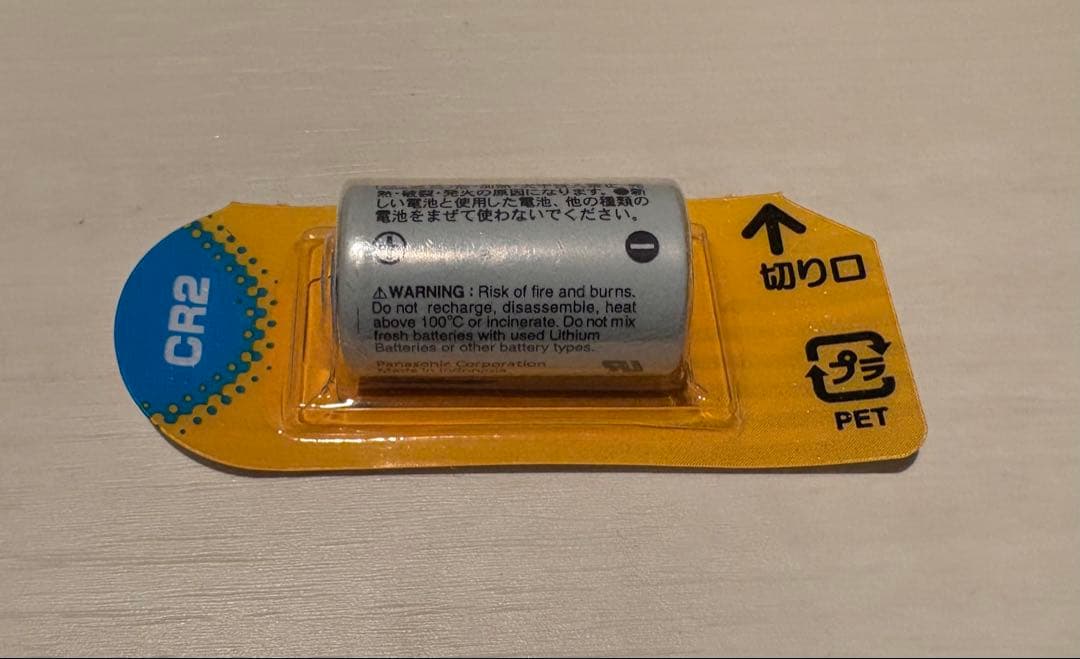 CR2
熱・破裂・発火の原因になります。●新
しい電池と使用した電池、他の種類の
電池をまぜて使わないでください。
⊕ ⊖
⚠WARNING : Risk of fire and burns.
Do not recharge, disassemble, heat
above 100°C or incinerate. Do not mix
fresh batteries with used Lithium
Batteries or other battery types.
Panasonic Corporation
Made in Indonesia
↑
切り口
プラ
PET